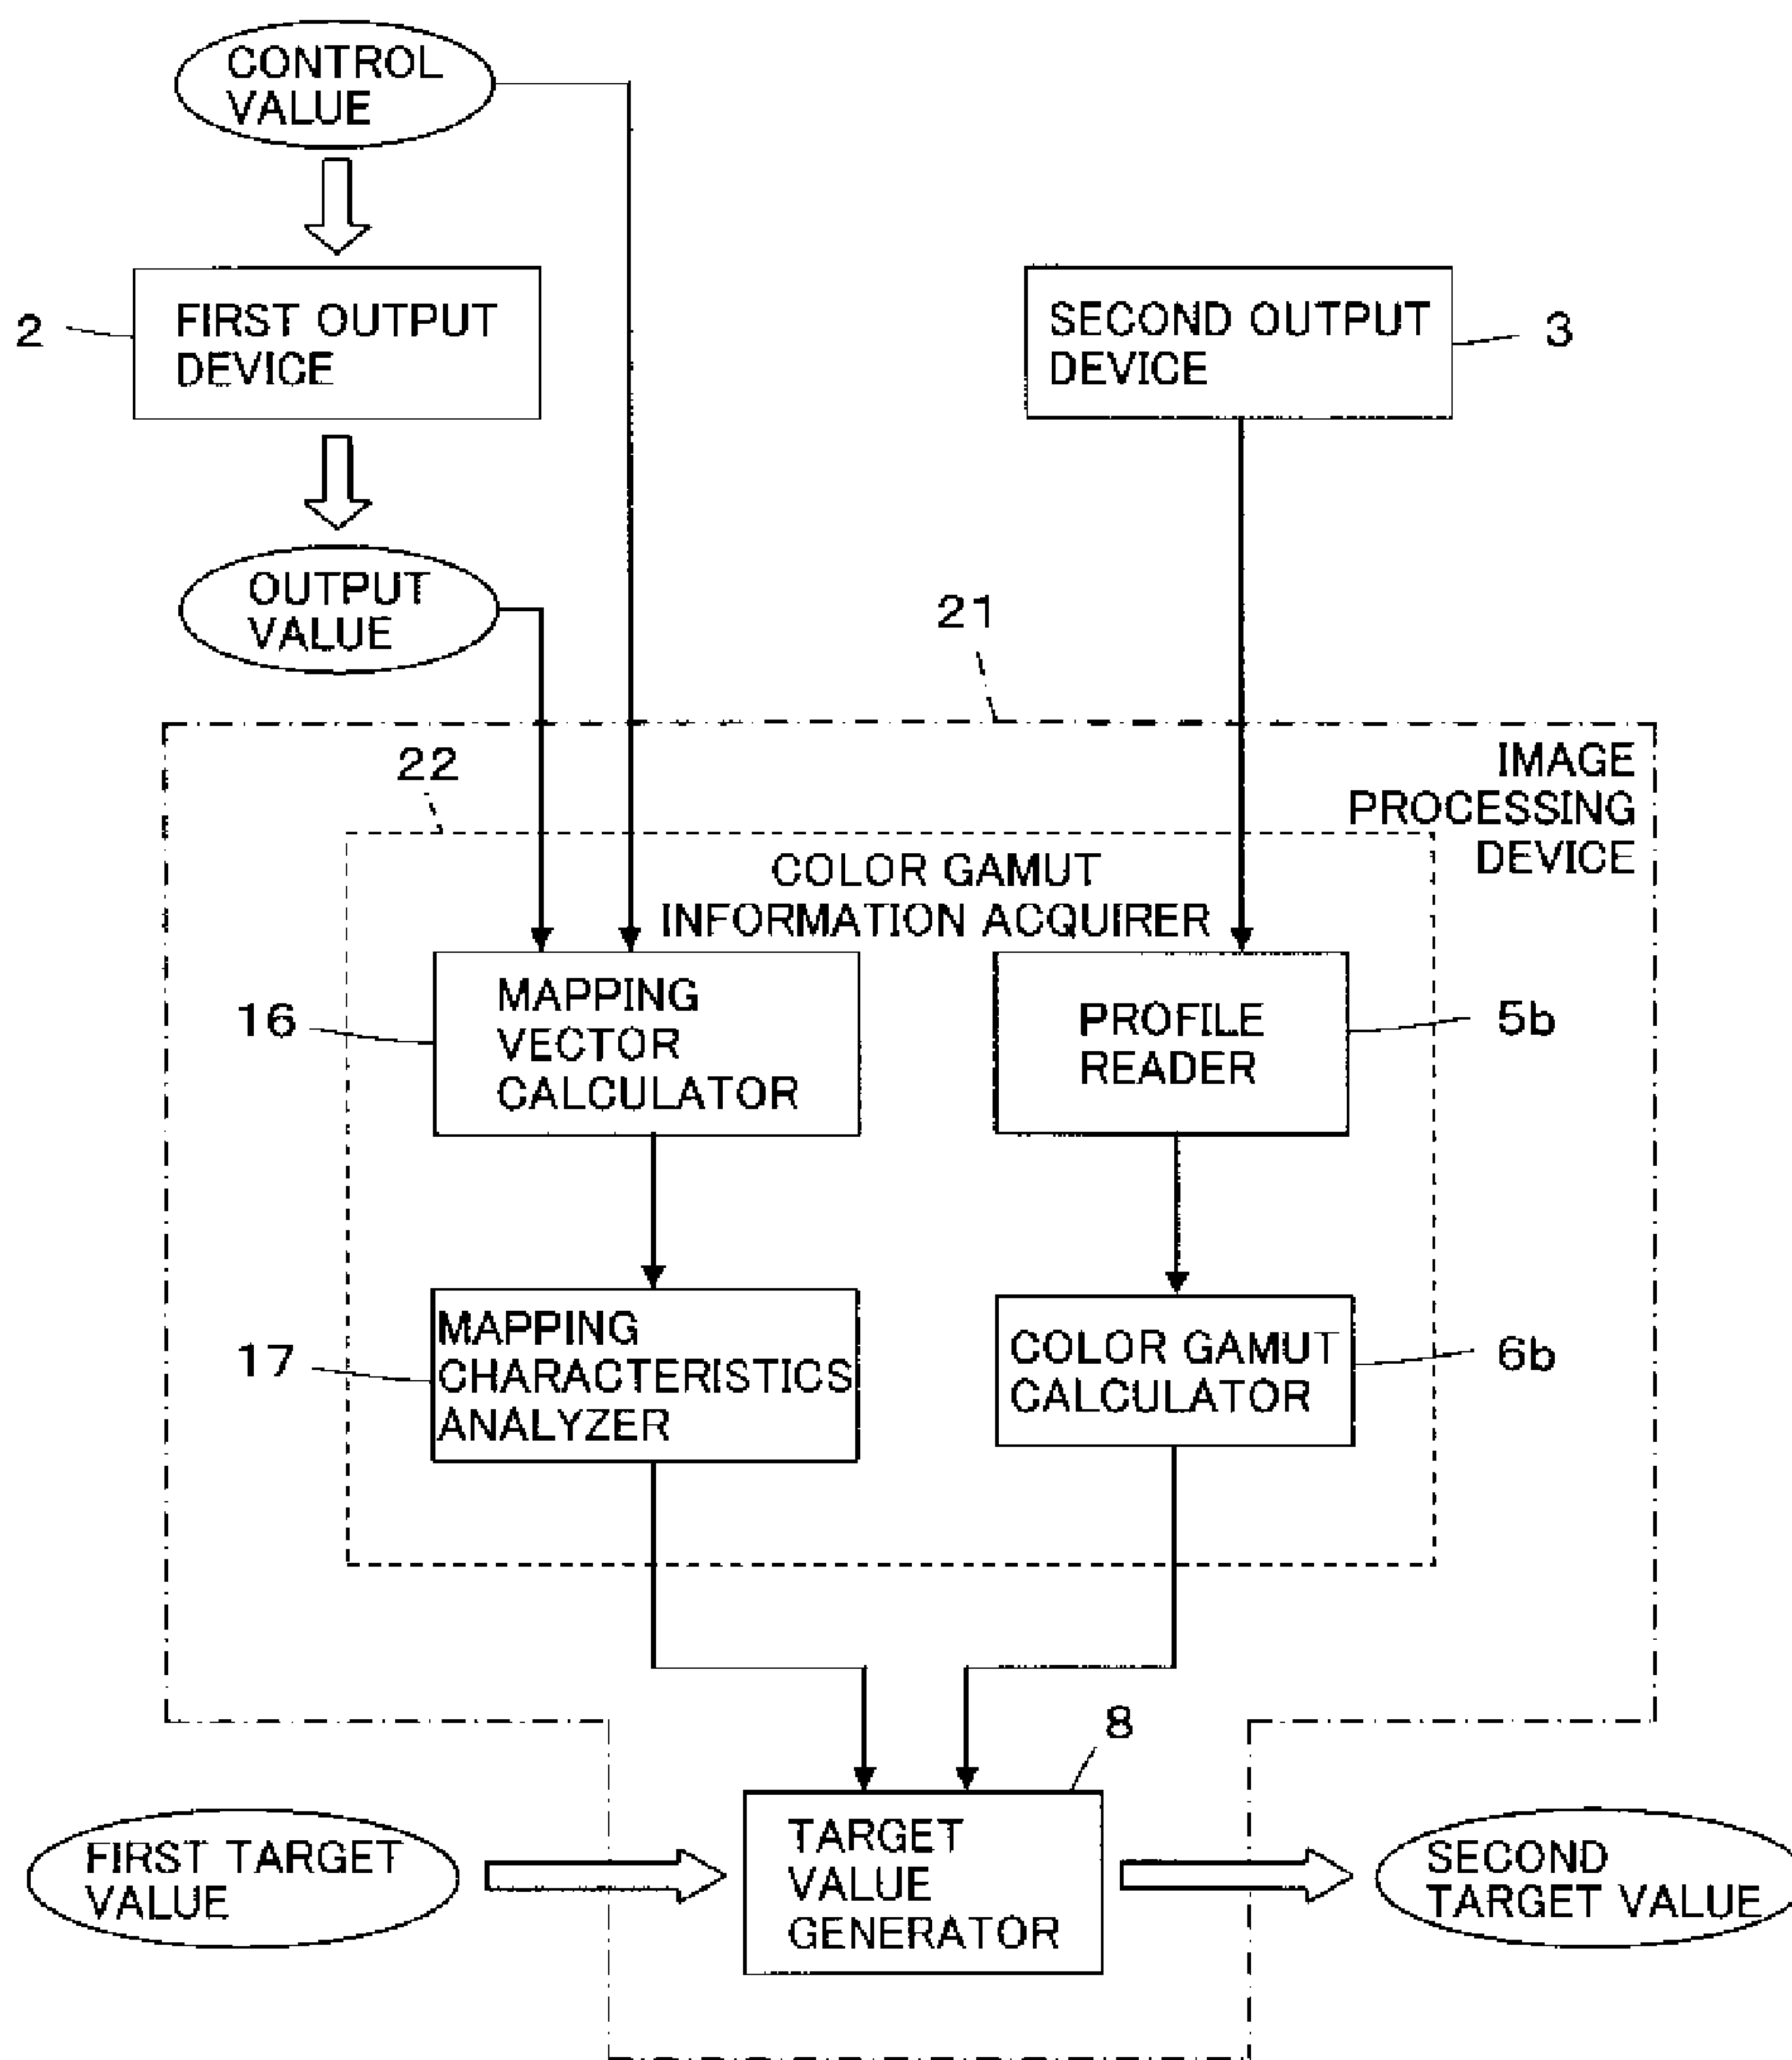 CONTROL
VALUE
2
FIRST OUTPUT
DEVICE
SECOND OUTPUT
DEVICE
3
OUTPUT
VALUE
21
22
IMAGE
PROCESSING
DEVICE
COLOR GAMUT
INFORMATION ACQUIRER
16
MAPPING
VECTOR
CALCULATOR
PROFILE
READER
5b
17
MAPPING
CHARACTERISTICS
ANALYZER
COLOR GAMUT
CALCULATOR
6b
8
FIRST TARGET
VALUE
TARGET
VALUE
GENERATOR
SECOND
TARGET VALUE